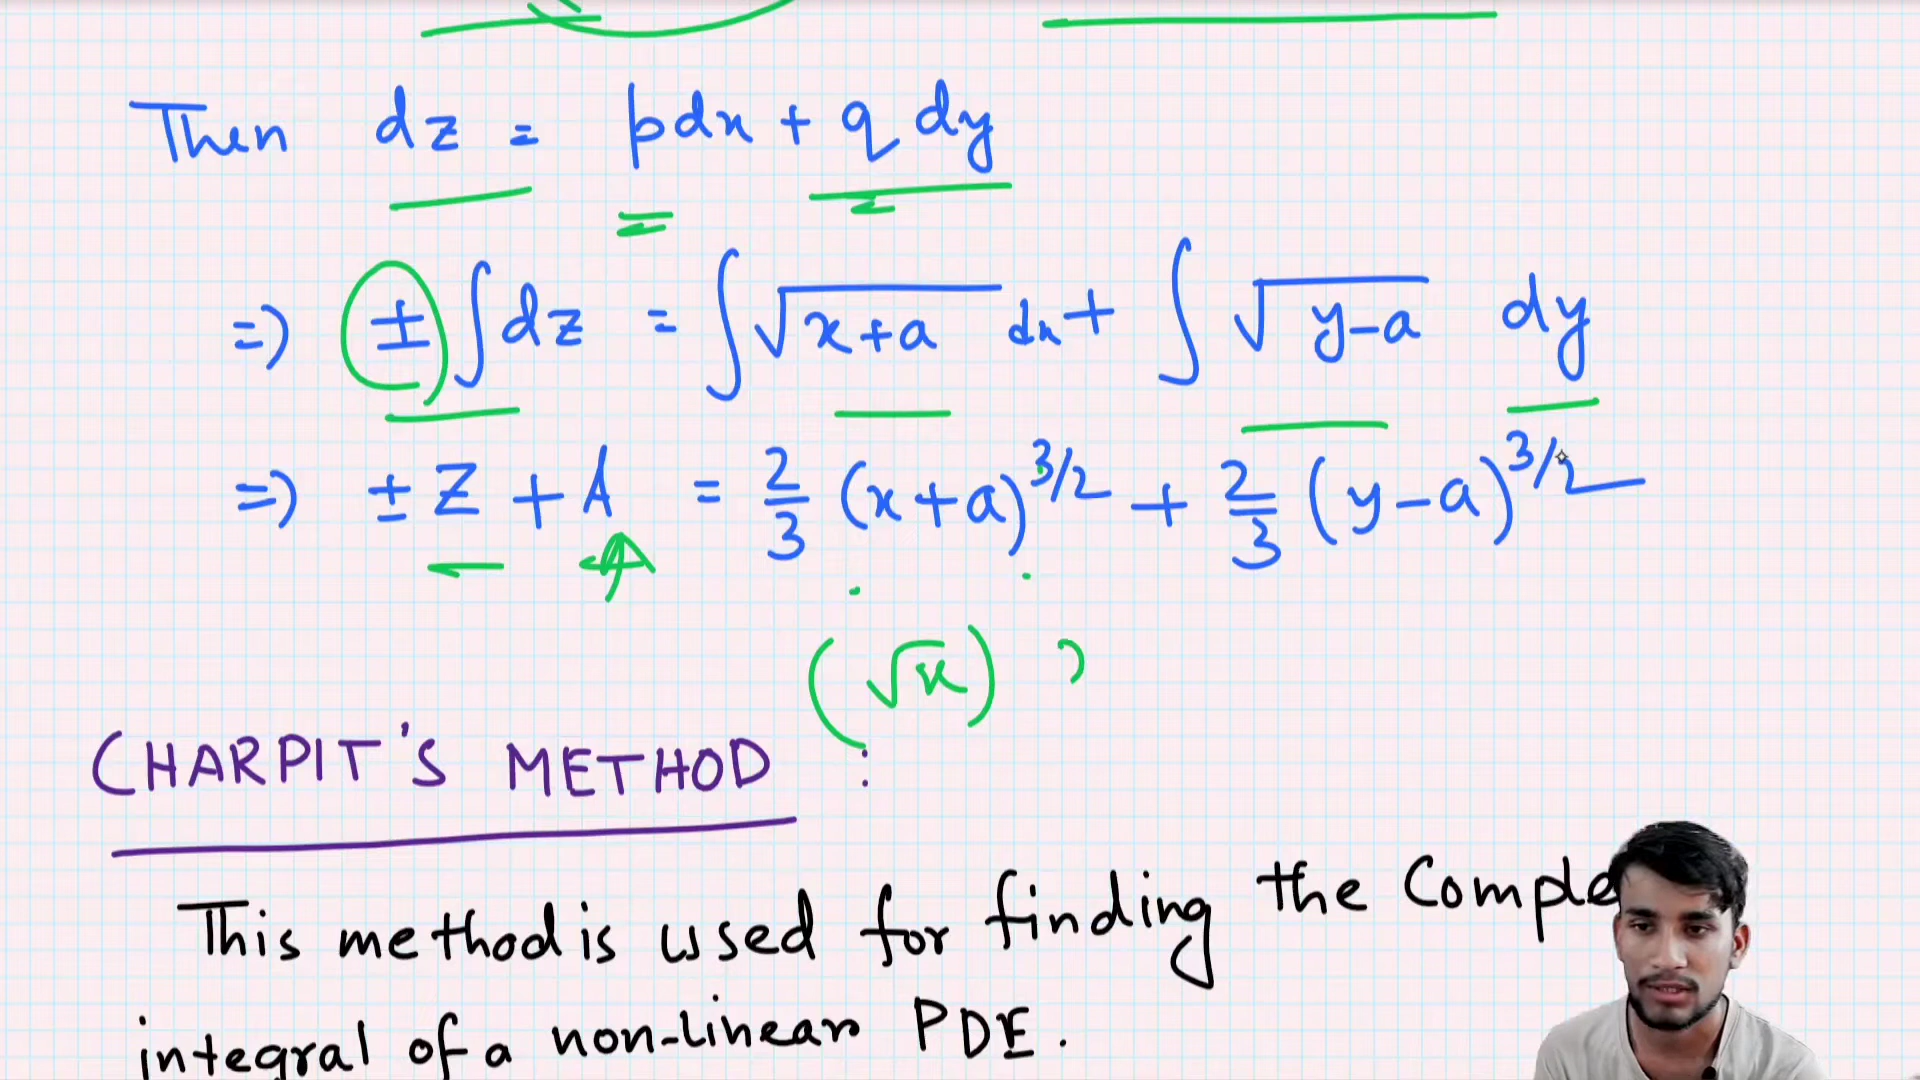 Then dz = pdx + q dy
=) ± ∫ dz = ∫ √(x+a) dx + ∫ √(y-a) dy
=) ± z + A = 2/3 (x+a)^3/2 + 2/3 (y-a)^3/2
(√x)
CHARPIT'S METHOD :
This method is used for finding the Comple
integral of a non-linear PDE.